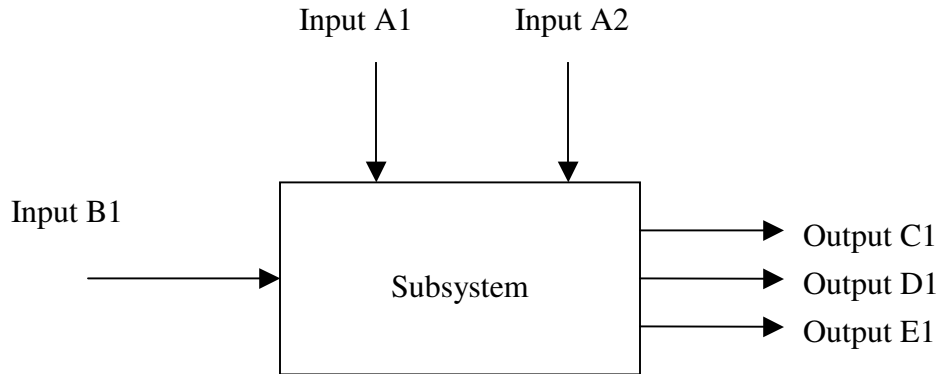 Input A1
Input A2
Input B1
Subsystem
Output C1
Output D1
Output E1